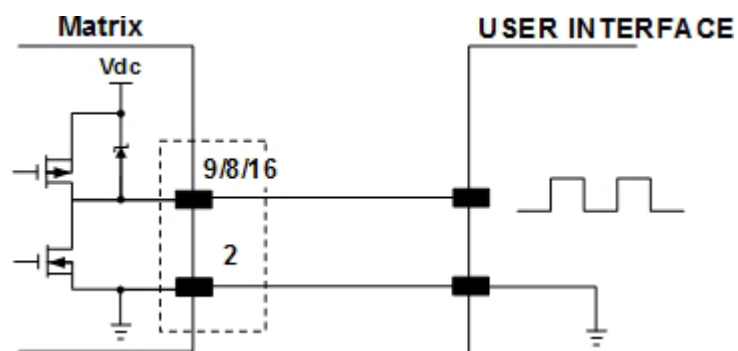 Matrix
USER INTERFACE
Vdc
9/8/16
2